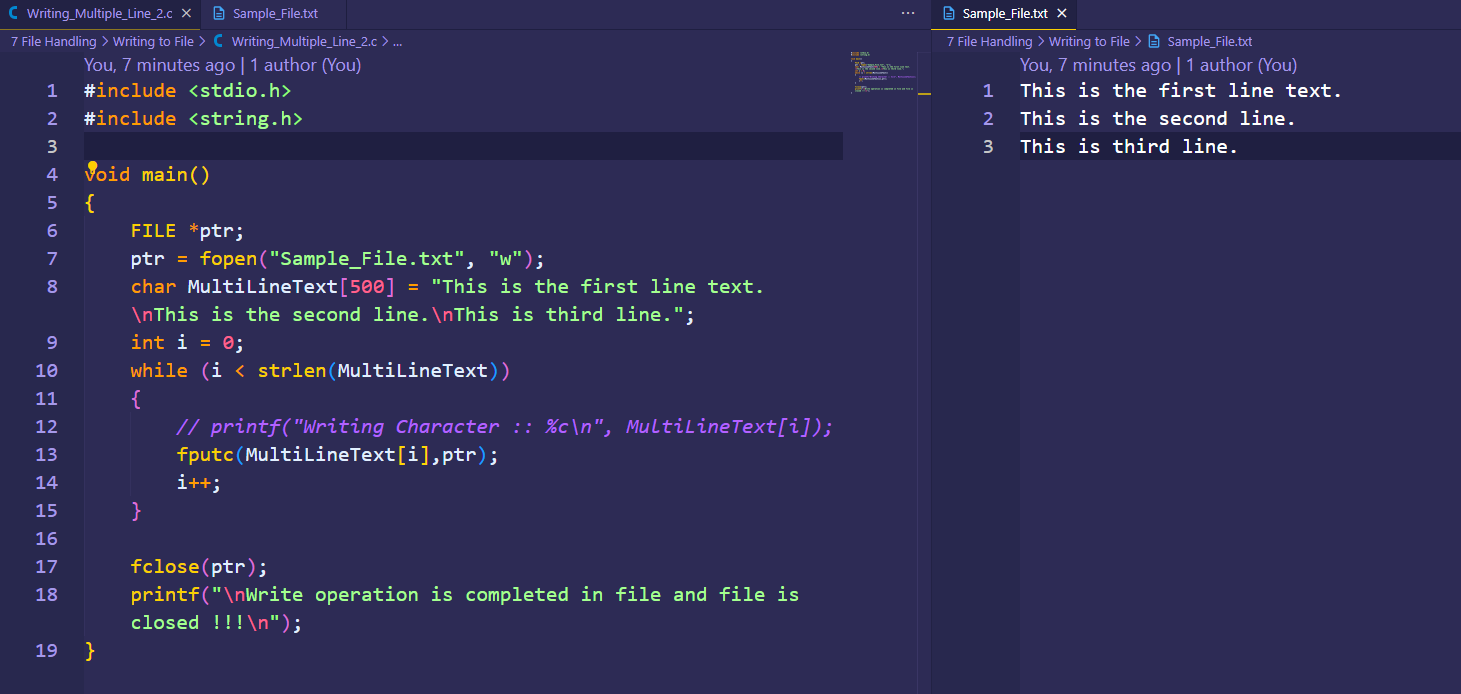 Writing_Multiple_Line_2.c
Sample_File.txt
7 File Handling > Writing to File > Writing_Multiple_Line_2.c > ...
You, 7 minutes ago | 1 author (You)
1 #include <stdio.h>
2 #include <string.h>
3
4 void main()
5 {
6 FILE *ptr;
7 ptr = fopen("Sample_File.txt", "w");
8 char MultiLineText[500] = "This is the first line text.
\nThis is the second line.\nThis is third line.";
9 int i = 0;
10 while (i < strlen(MultiLineText))
11 {
12 // printf("Writing Character :: %c\n", MultiLineText[i]);
13 fputc(MultiLineText[i],ptr);
14 i++;
15 }
16
17 fclose(ptr);
18 printf("\nWrite operation is completed in file and file is
closed !!!\n");
19 }
Sample_File.txt
7 File Handling > Writing to File > Sample_File.txt
You, 7 minutes ago | 1 author (You)
1 This is the first line text.
2 This is the second line.
3 This is third line.